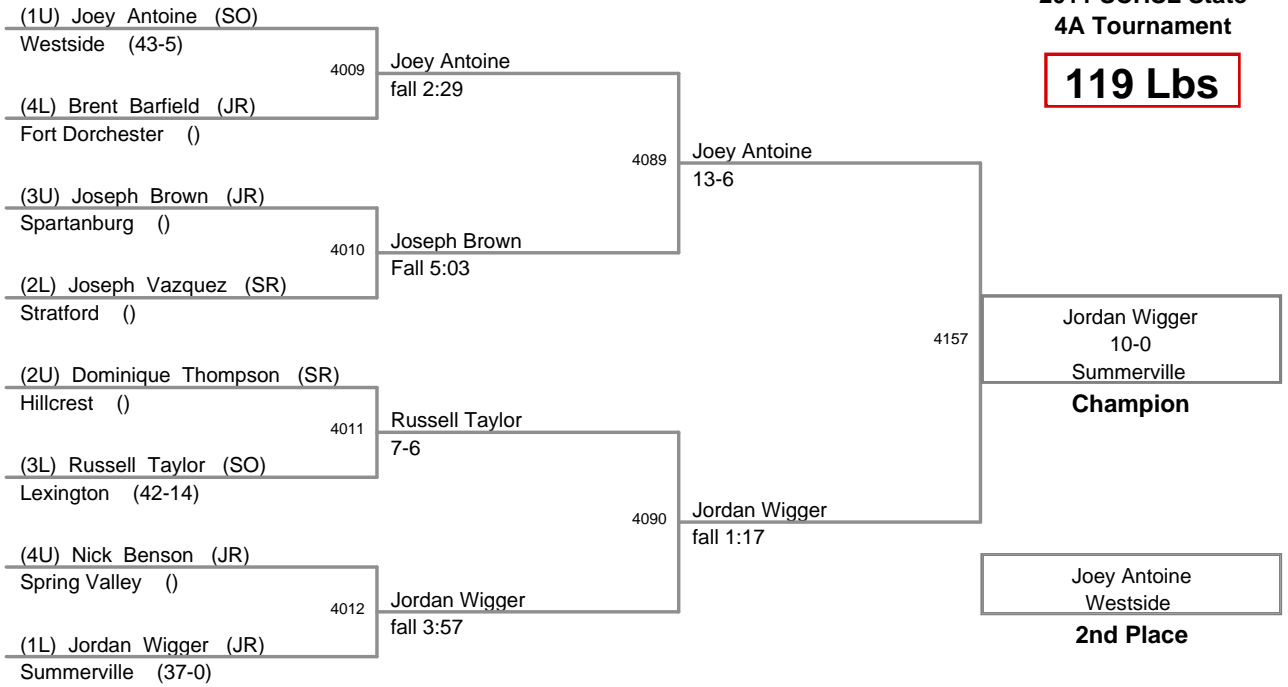 4A Tournament
119 Lbs
(1U) Joey Antoine (SO)
Westside (43-5)
4009
Joey Antoine
fall 2:29
(4L) Brent Barfield (JR)
Fort Dorchester ()
4089
Joey Antoine
13-6
(3U) Joseph Brown (JR)
Spartanburg ()
4010
Joseph Brown
Fall 5:03
(2L) Joseph Vazquez (SR)
Stratford ()
4157
Jordan Wigger
10-0
Summerville
Champion
(2U) Dominique Thompson (SR)
Hillcrest ()
4011
Russell Taylor
7-6
(3L) Russell Taylor (SO)
Lexington (42-14)
4090
Jordan Wigger
fall 1:17
(4U) Nick Benson (JR)
Spring Valley ()
4012
Jordan Wigger
fall 3:57
(1L) Jordan Wigger (JR)
Summerville (37-0)
Joey Antoine
Westside
2nd Place